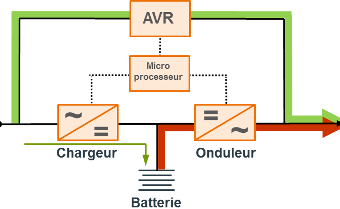 AVR
Micro
processeur
~
=
=
~
Chargeur
Onduleur
Batterie